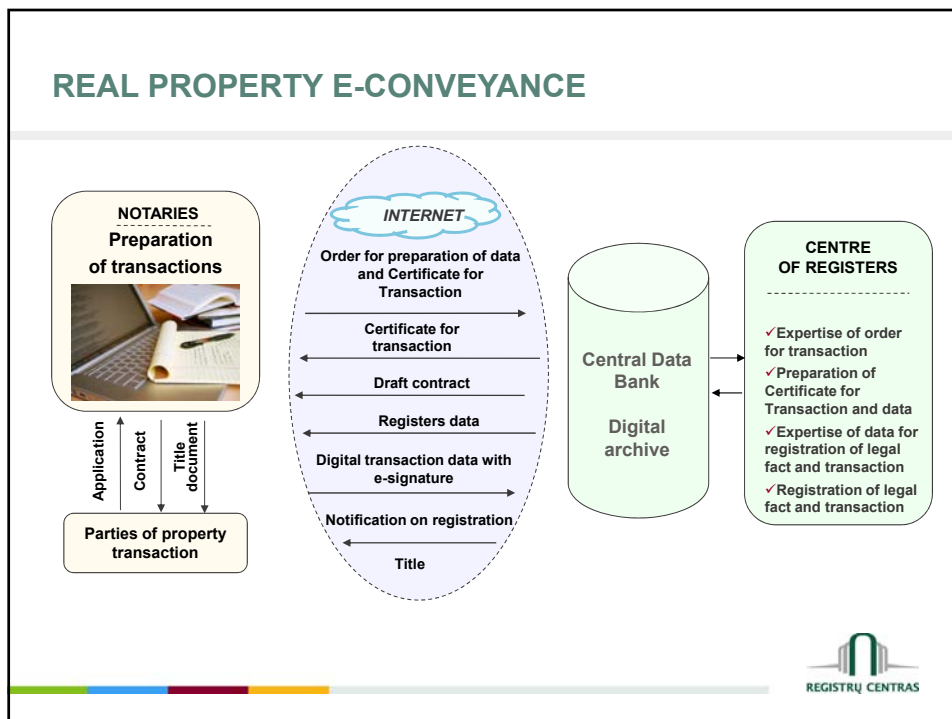 REAL PROPERTY E-CONVEYANCE
NOTARIES
Preparation
of transactions
Application
Contract
Title
document
Parties of property
transaction
INTERNET
Order for preparation of data
and Certificate for
Transaction
Certificate for
transaction
Draft contract
Registers data
Digital transaction data with
e-signature
Notification on registration
Title
Central Data
Bank
Digital
archive
CENTRE
OF REGISTERS
✓Expertise of order
for transaction
✓Preparation of
Certificate for
Transaction and data
✓Expertise of data for
registration of legal
fact and transaction
✓Registration of legal
fact and transaction
REGISTRŲ CENTRAS